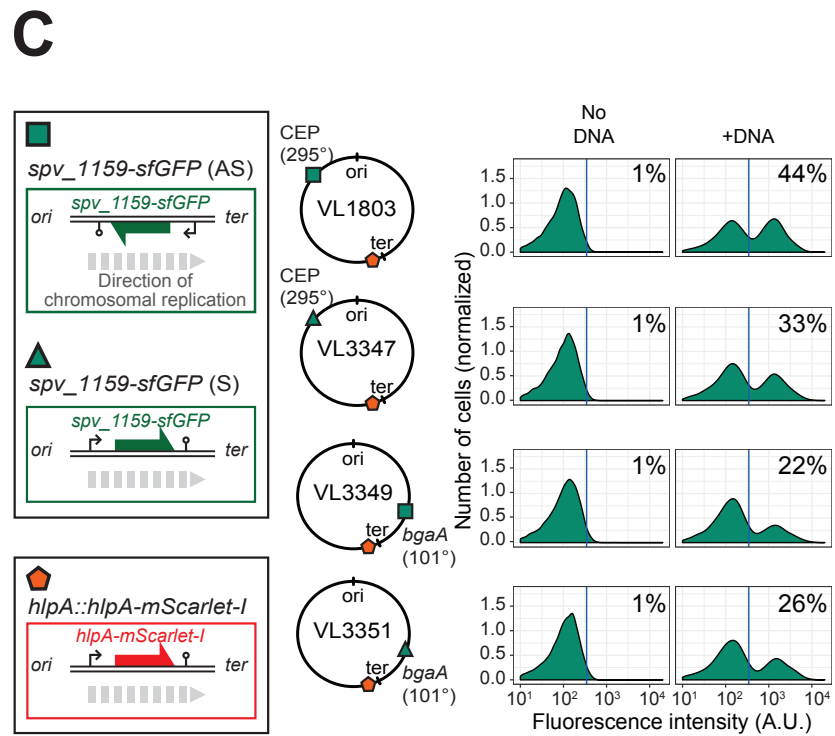 C
spv_1159-sfGFP (AS)
spv_1159-sfGFP
ori
ter
Direction of
chromosomal replication
spv_1159-sfGFP (S)
spv_1159-sfGFP
ori
ter
hlpA::hlpA-mScarlet-I
hlpA-mScarlet-I
ori
ter
CEP
(295°)
ori
VL1803
ter
CEP
(295°)
ori
VL3347
ter
ori
VL3349
ter
bgaA
(101°)
ori
VL3351
ter
bgaA
(101°)
No
DNA
+DNA
Number of cells (normalized)
1.5
1.0
0.5
0.0
1%
44%
1.5
1.0
0.5
0.0
1%
33%
1.5
1.0
0.5
0.0
1%
22%
1.5
1.0
0.5
0.0
1%
26%
10¹ 10² 10³ 10⁴
10¹ 10² 10³ 10⁴
Fluorescence intensity (A.U.)